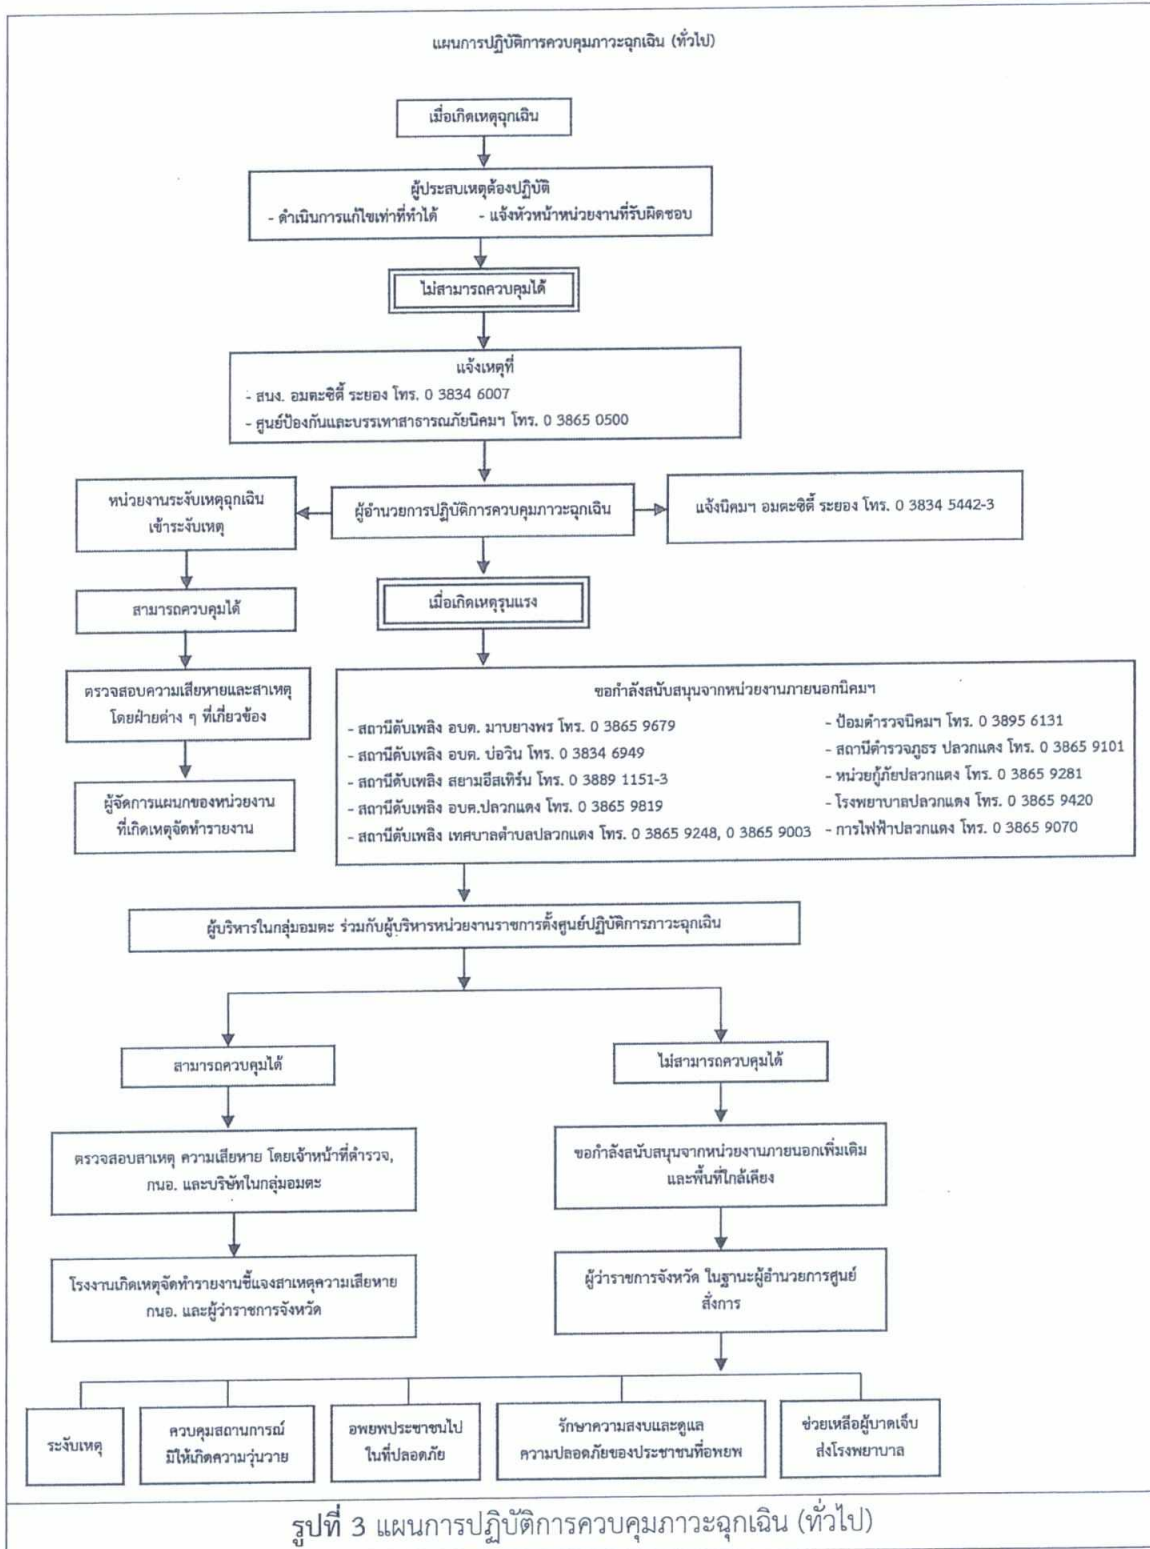 แผนการปฏิบัติการควบคุมภาวะฉุกเฉิน (ทั่วไป)
เมื่อเกิดเหตุฉุกเฉิน
ผู้ประสบเหตุต้องปฏิบัติ
- ดำเนินการแก้ไขเท่าที่ทำได้ - แจ้งหัวหน้าหน่วยงานที่รับผิดชอบ
ไม่สามารถควบคุมได้
แจ้งเหตุที่
- สนง. อมตะซิตี้ ระยอง โทร. 0 3834 6007
- ศูนย์ป้องกันและบรรเทาสาธารณภัยนิคมฯ โทร. 0 3865 0500
หน่วยงานระงับเหตุฉุกเฉิน
เข้าระงับเหตุ
ผู้อำนวยการปฏิบัติการควบคุมภาวะฉุกเฉิน
แจ้งนิคมฯ อมตะซิตี้ ระยอง โทร. 0 3834 5442-3
สามารถควบคุมได้
เมื่อเกิดเหตุรุนแรง
ตรวจสอบความเสียหายและสาเหตุ
โดยฝ่ายต่าง ๆ ที่เกี่ยวข้อง
ผู้จัดการแผนกของหน่วยงาน
ที่เกิดเหตุจัดทำรายงาน
ขอกำลังสนับสนุนจากหน่วยงานภายนอกนิคมฯ
- สถานีดับเพลิง อบต. มาบยางพร โทร. 0 3865 9679
- สถานีดับเพลิง อบต. บ่อวิน โทร. 0 3834 6949
- สถานีดับเพลิง สยามอีสเทิร์น โทร. 0 3889 1151-3
- สถานีดับเพลิง อบต.ปลวกแดง โทร. 0 3865 9819
- สถานีดับเพลิง เทศบาลตำบลปลวกแดง โทร. 0 3865 9248, 0 3865 9003
- ป้อมตำรวจนิคมฯ โทร. 0 3895 6131
- สถานีตำรวจภูธร ปลวกแดง โทร. 0 3865 9101
- หน่วยกู้ภัยปลวกแดง โทร. 0 3865 9281
- โรงพยาบาลปลวกแดง โทร. 0 3865 9420
- การไฟฟ้าปลวกแดง โทร. 0 3865 9070
ผู้บริหารในกลุ่มอมตะ ร่วมกับผู้บริหารหน่วยงานราชการตั้งศูนย์ปฏิบัติการภาวะฉุกเฉิน
สามารถควบคุมได้
ไม่สามารถควบคุมได้
ตรวจสอบสาเหตุ ความเสียหาย โดยเจ้าหน้าที่ตำรวจ,
กนอ. และบริษัทในกลุ่มอมตะ
ขอกำลังสนับสนุนจากหน่วยงานภายนอกเพิ่มเติม
และพื้นที่ใกล้เคียง
โรงงานเกิดเหตุจัดทำรายงานชี้แจงสาเหตุความเสียหาย
กนอ. และผู้ว่าราชการจังหวัด
ผู้ว่าราชการจังหวัด ในฐานะผู้อำนวยการศูนย์
สั่งการ
ระงับเหตุ
ควบคุมสถานการณ์
มิให้เกิดความวุ่นวาย
อพยพประชาชนไป
ในที่ปลอดภัย
รักษาความสงบและดูแล
ความปลอดภัยของประชาชนที่อพยพ
ช่วยเหลือผู้บาดเจ็บ
ส่งโรงพยาบาล
รูปที่ 3 แผนการปฏิบัติการควบคุมภาวะฉุกเฉิน (ทั่วไป)